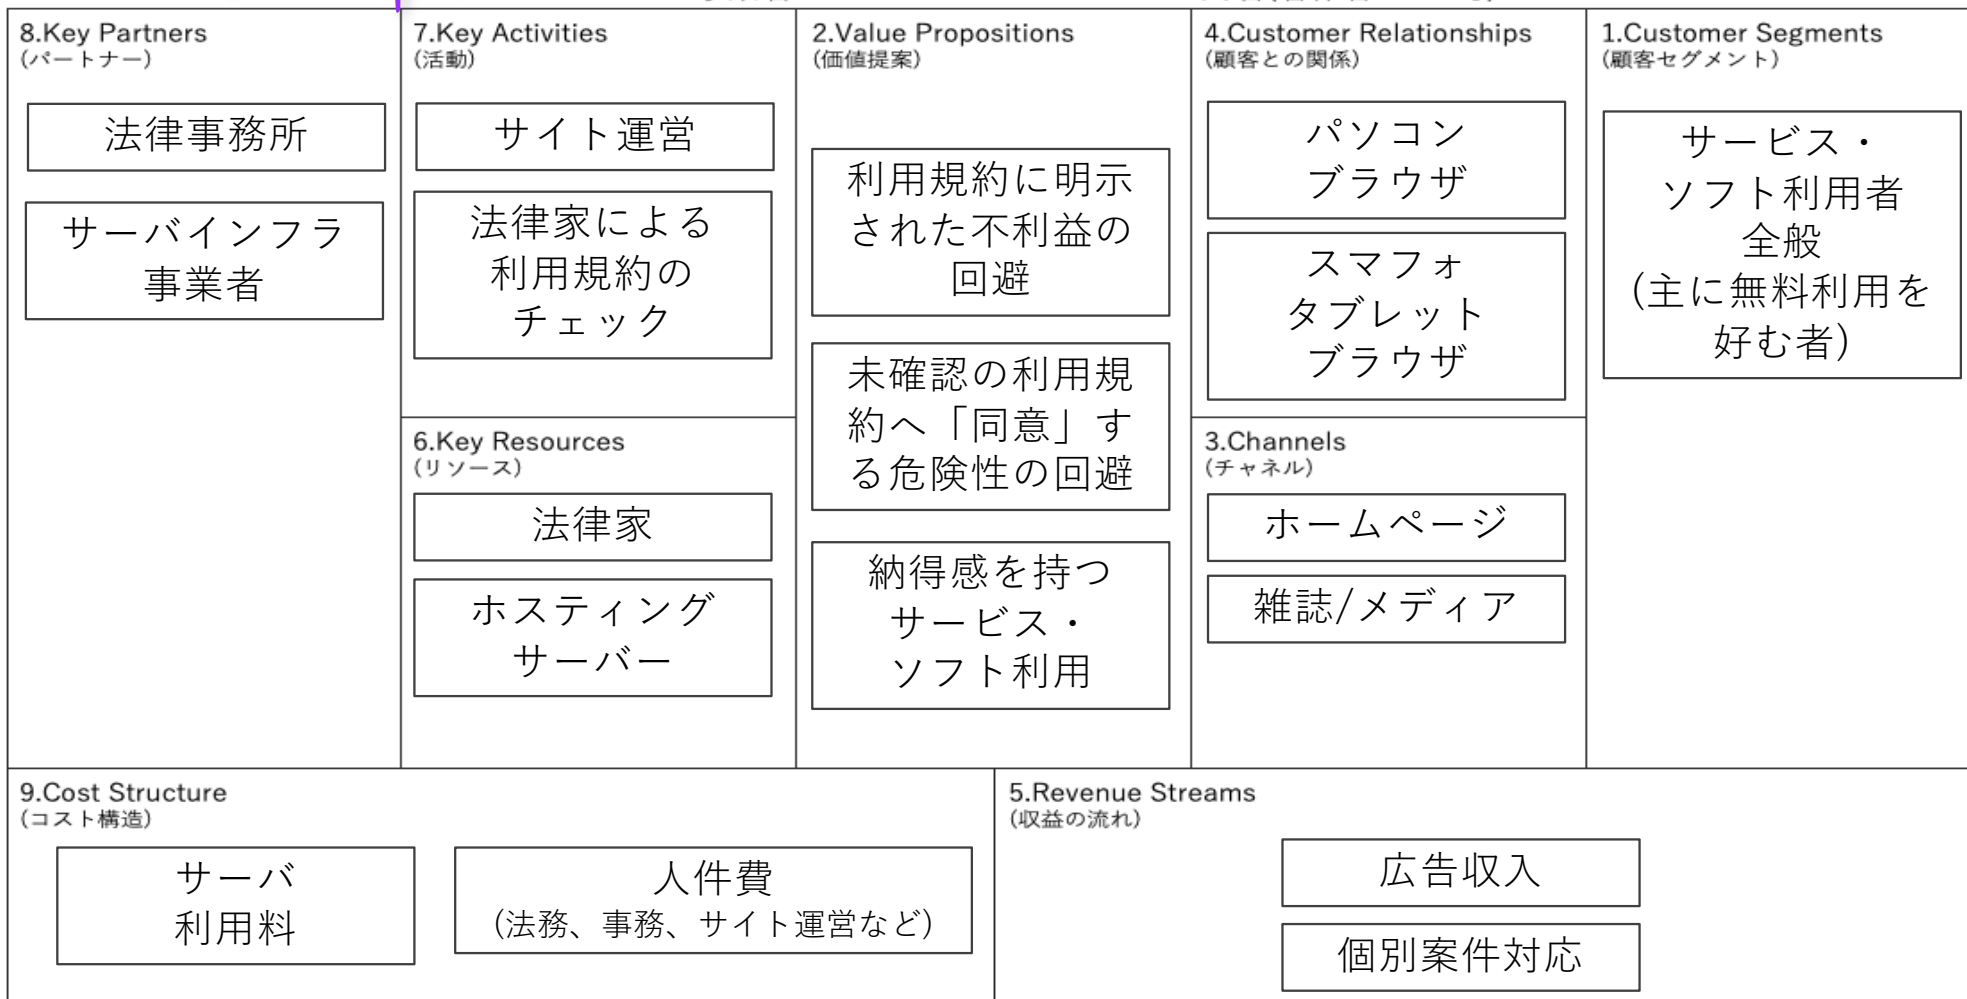 8.Key Partners
(パートナー)
法律事務所
サーバインフラ
事業者
7.Key Activities
(活動)
サイト運営
法律家による
利用規約の
チェック
6.Key Resources
(リソース)
法律家
ホスティング
サーバー
2.Value Propositions
(価値提案)
利用規約に明示
された不利益の
回避
未確認の利用規
約へ「同意」す
る危険性の回避
納得感を持つ
サービス・
ソフト利用
4.Customer Relationships
(顧客との関係)
パソコン
ブラウザ
スマフォ
タブレット
ブラウザ
3.Channels
(チャネル)
ホームページ
雑誌/メディア
1.Customer Segments
(顧客セグメント)
サービス・
ソフト利用者
全般
(主に無料利用を
好む者)
9.Cost Structure
(コスト構造)
サーバ
利用料
人件費
(法務、事務、サイト運営など)
5.Revenue Streams
(収益の流れ)
広告収入
個別案件対応